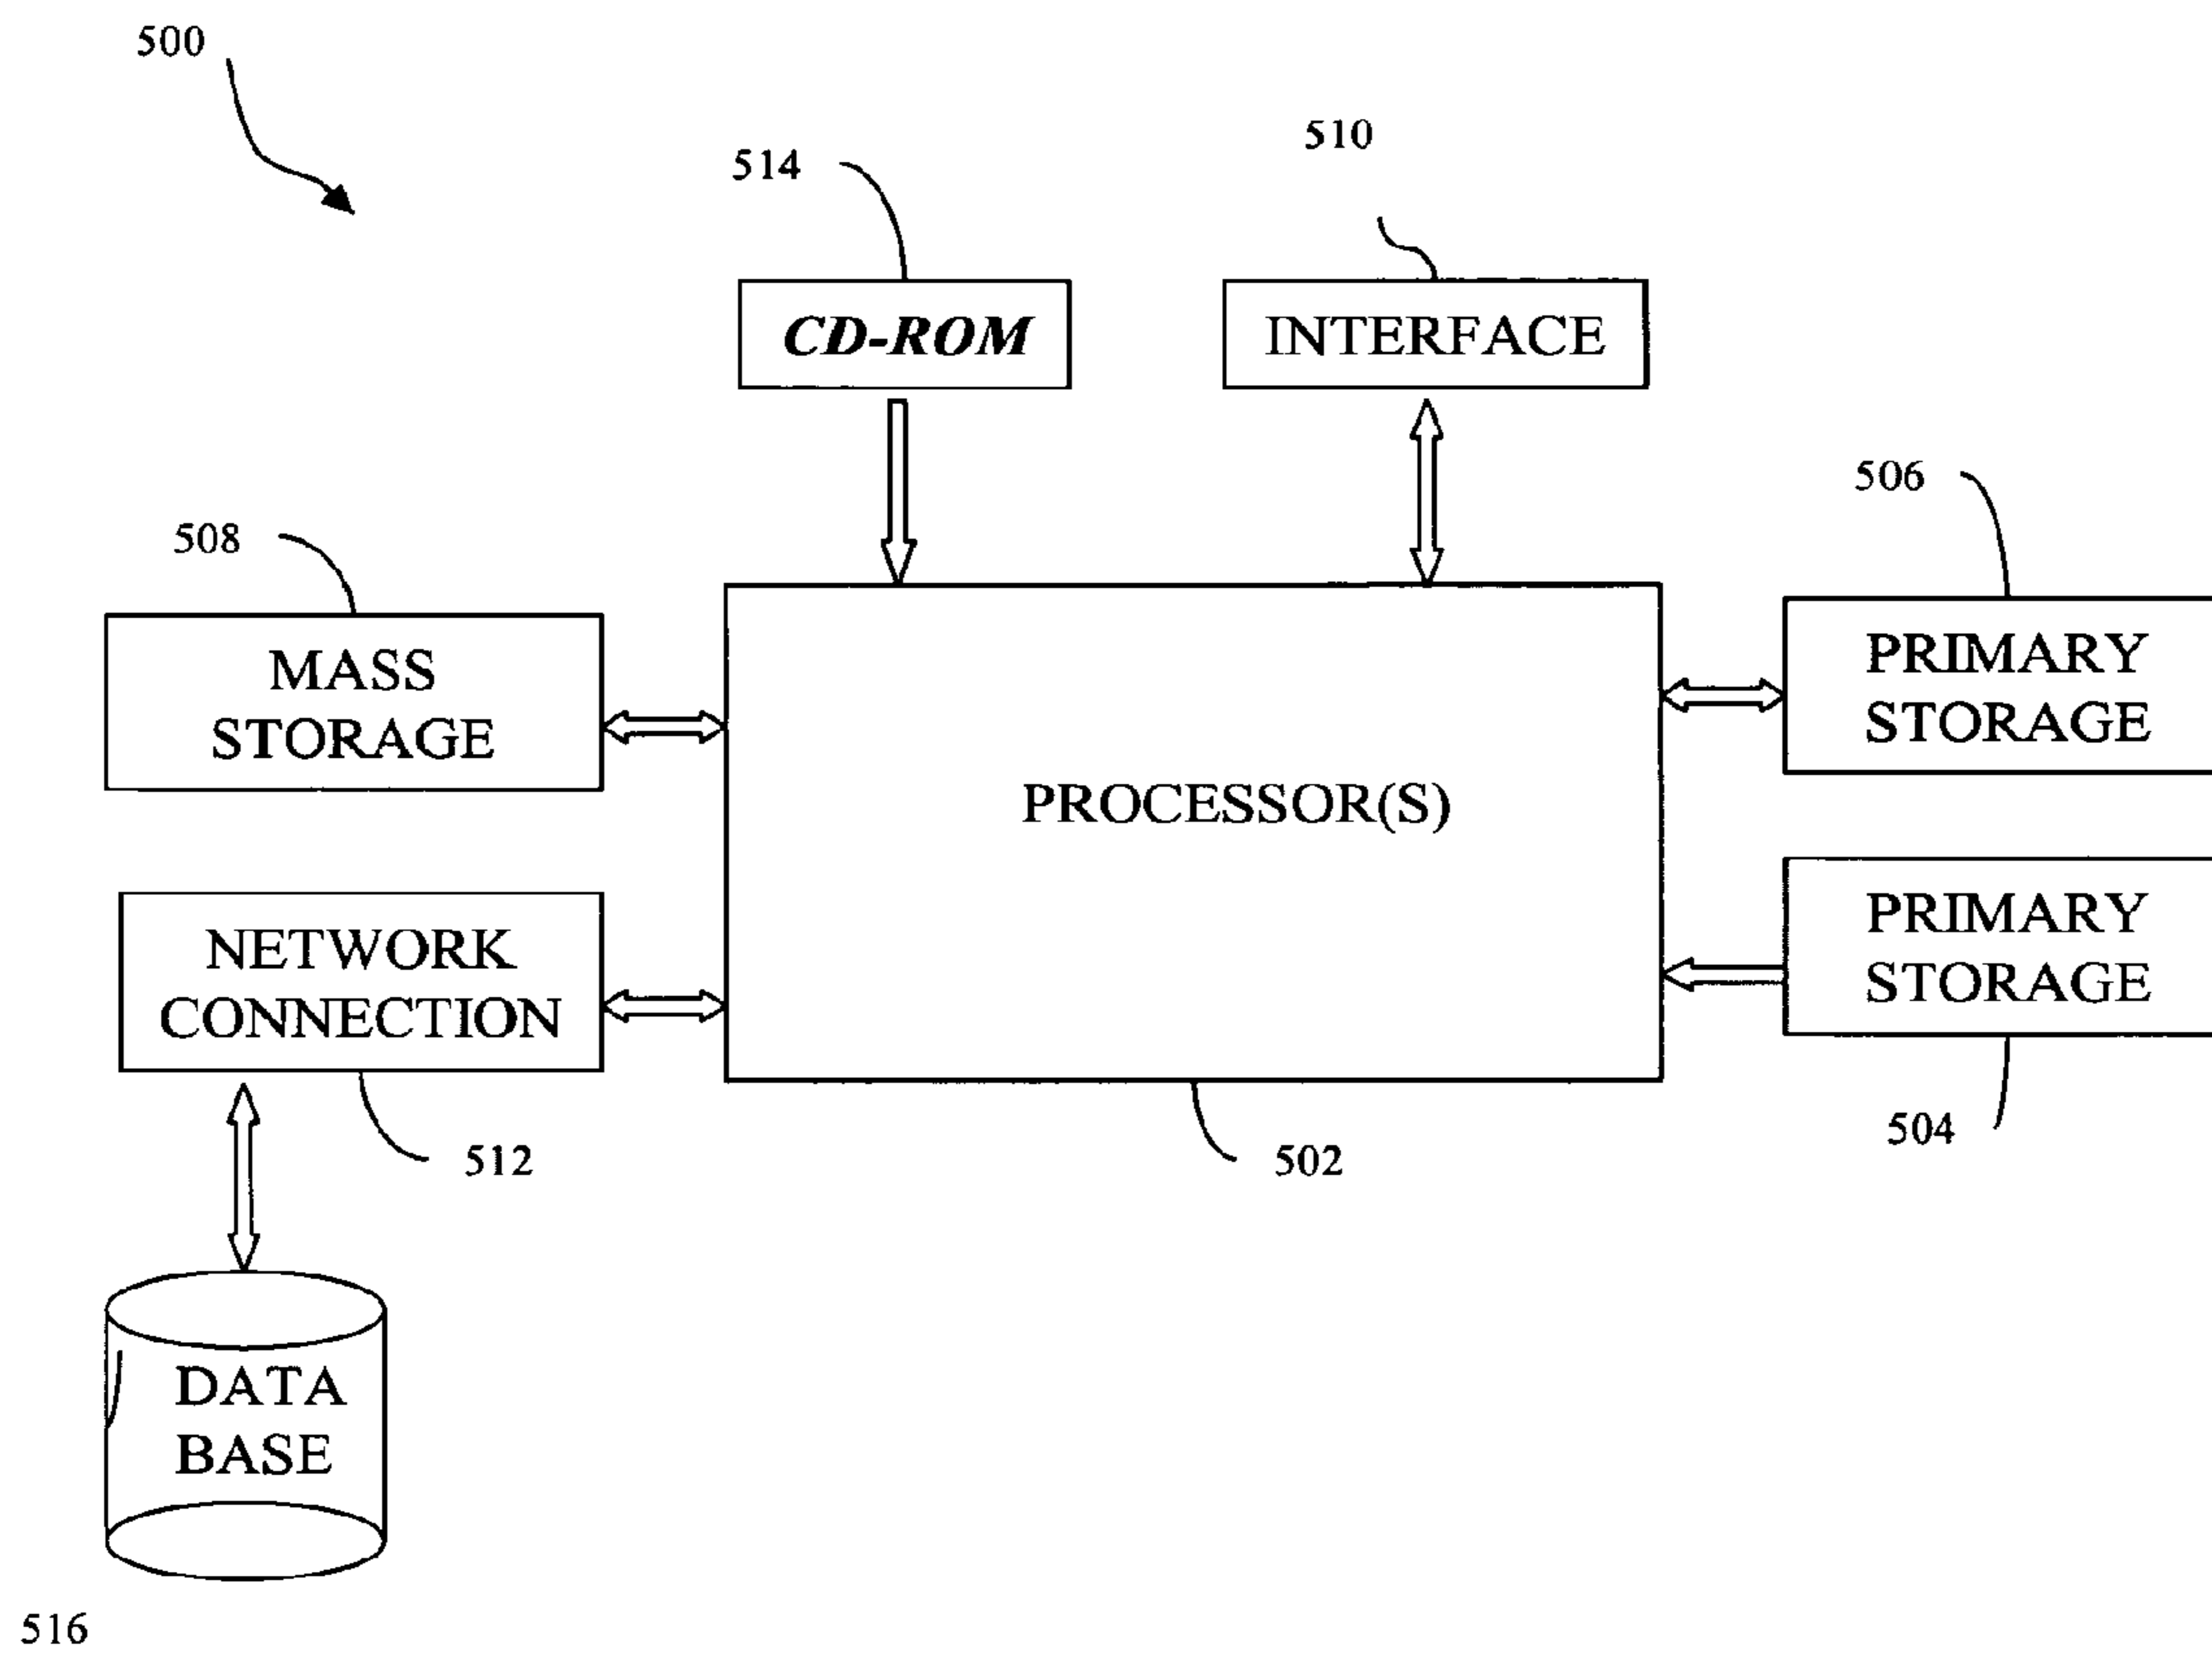 500
514
510
CD-ROM
INTERFACE
506
508
MASS
STORAGE
PRIMARY
STORAGE
PROCESSOR(S)
NETWORK
CONNECTION
PRIMARY
STORAGE
512
502
504
DATA
BASE
516